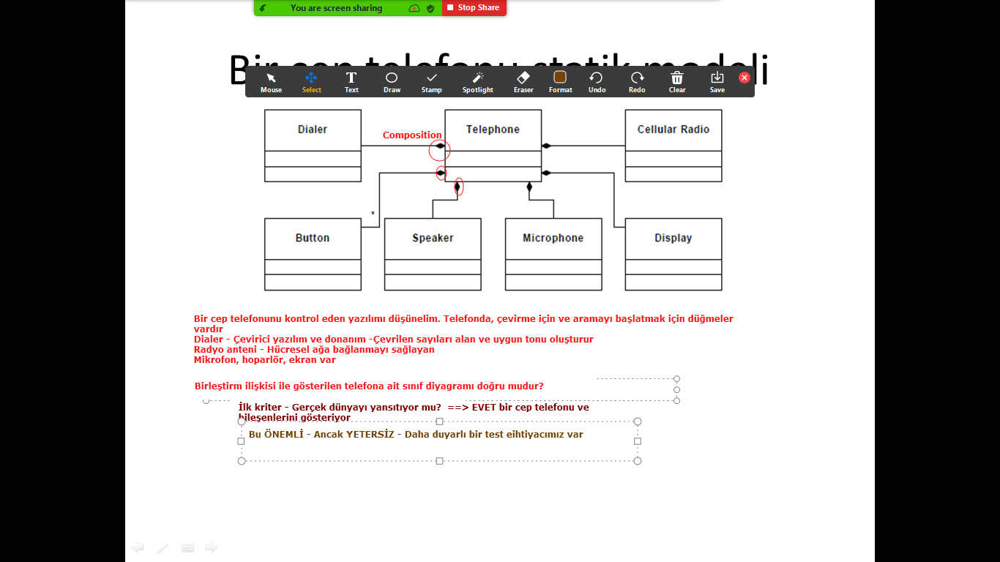 You are screen sharing
Stop Share
Bir cep telefonu statik modeli
Mouse Select Text Draw Stamp Spotlight Eraser Format Undo Redo Clear Save
Dialer
Telephone
Cellular Radio
Composition
*
Button
Speaker
Microphone
Display
Bir cep telefonunu kontrol eden yazılımı düşünelim. Telefonda, çevirme için ve aramayı başlatmak için düğmeler
vardır
Dialer - Çevirici yazılım ve donanım -Çevrilen sayıları alan ve uygun tonu oluşturur
Radyo anteni - Hücresel ağa bağlanmayı sağlayan
Mikrofon, hoparlör, ekran var
Birleştirm ilişkisi ile gösterilen telefona ait sınıf diyagramı doğru mudur?
İlk kriter - Gerçek dünyayı yansıtıyor mu?  ==> EVET bir cep telefonu ve
bileşenlerini gösteriyor
Bu ÖNEMLİ - Ancak YETERSİZ - Daha duyarlı bir test eihtiyacımız var